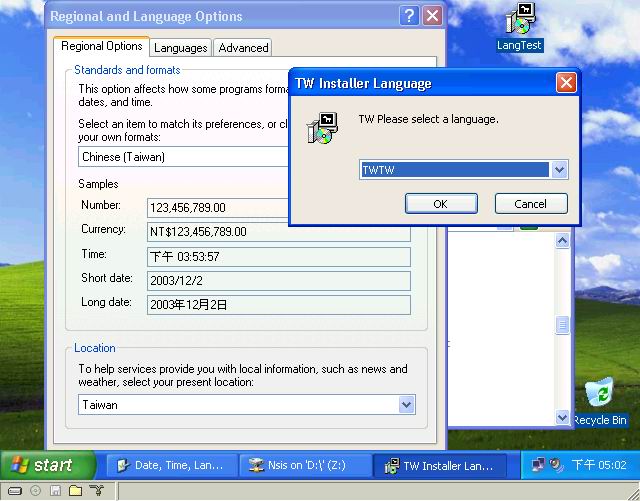 Regional and Language Options
LangTest
Regional Options
Languages
Advanced
Standards and formats
This option affects how some programs forma
dates, and time.
Select an item to match its preferences, or cl
your own formats:
Chinese (Taiwan)
Samples
Number:
123,456,789.00
Currency:
NT$123,456,789.00
Time:
下午 03:53:57
Short date:
2003/12/2
Long date:
2003年12月2日
Location
To help services provide you with local information, such as news and
weather, select your present location:
Taiwan
TW Installer Language
TW Please select a language.
TWTW
OK
Cancel
Recycle Bin
start
Date, Time, Lan...
Nsis on 'D:\' (Z:)
TW Installer Lan...
下午 05:02